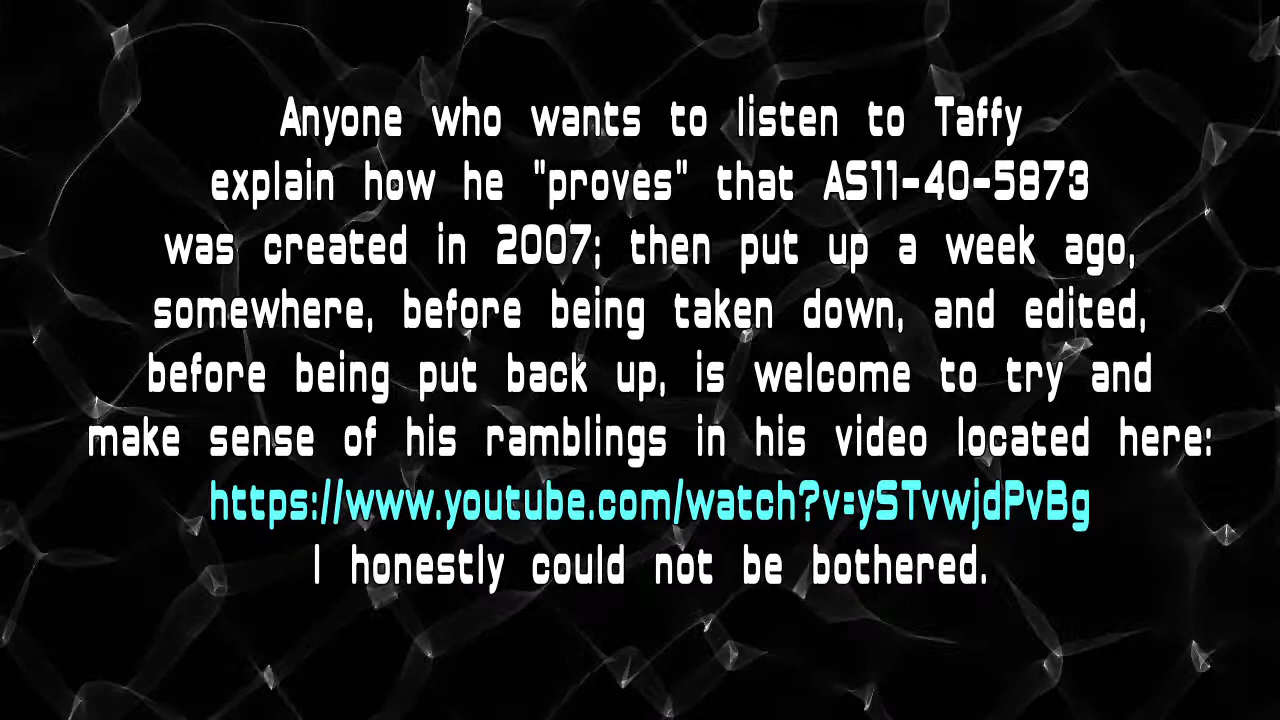 Anyone who wants to listen to Taffy
explain how he "proves" that AS11-40-5873
was created in 2007; then put up a week ago,
somewhere, before being taken down, and edited,
before being put back up, is welcome to try and
make sense of his ramblings in his video located here:
https://www.youtube.com/watch?v=ySTvwjdPvBg
I honestly could not be bothered.